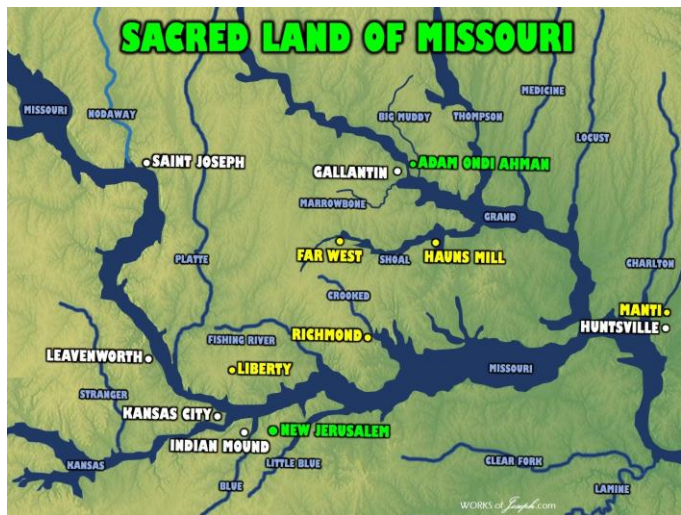 SACRED LAND OF MISSOURI
MISSOURI
NODAWAY
MEDICINE
BIG MUDDY
THOMPSON
LOCUST
SAINT JOSEPH
GALLANTIN
ADAM ONDI AHMAN
MARROWBONE
GRAND
PLATTE
FAR WEST
SHOAL
HAUNS MILL
CHARLTON
CROOKED
MANTI
HUNTSVILLE
RICHMOND
FISHING RIVER
LEAVENWORTH
LIBERTY
MISSOURI
STRANGER
KANSAS CITY
NEW JERUSALEM
INDIAN MOUND
KANSAS
LITTLE BLUE
CLEAR FORK
BLUE
LAMINE
WORKS of Joseph.com